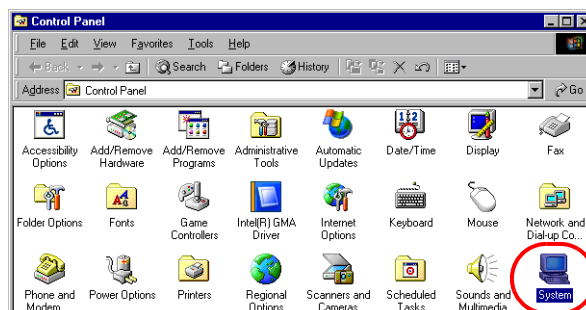 Control Panel
File Edit View Favorites Tools Help
Back Search Folders History
Address Control Panel Go
Accessibility Options
Add/Remove Hardware
Add/Remove Programs
Administrative Tools
Automatic Updates
Date/Time
Display
Fax
Folder Options
Fonts
Game Controllers
Intel(R) GMA Driver
Internet Options
Keyboard
Mouse
Network and Dial-up Co...
Phone and Modem
Power Options
Printers
Regional Options
Scanners and Cameras
Scheduled Tasks
Sounds and Multimedia
System